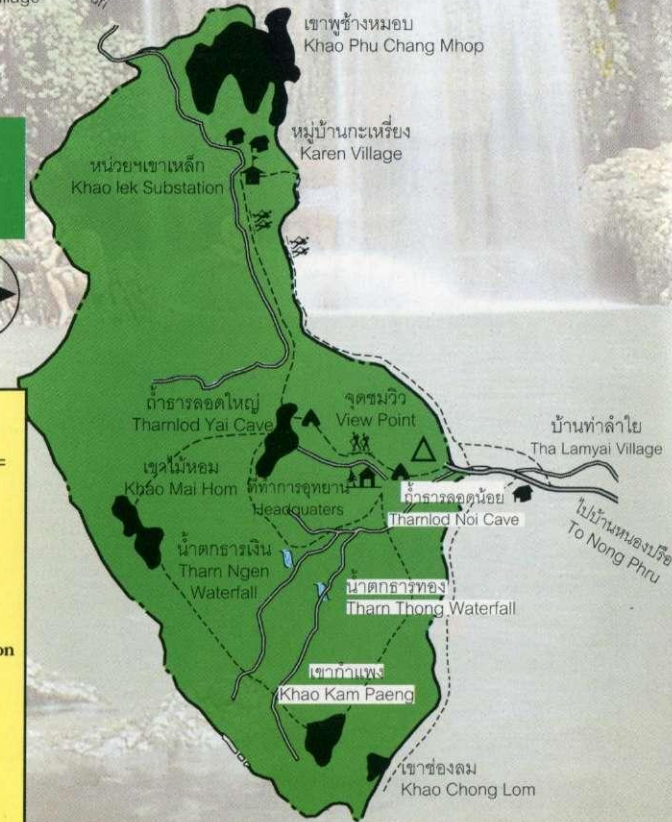 เขาพูช้างหมอบ
Khao Phu Chang Mhop
หมู่บ้านกะเหรี่ยง
Karen Village
หน่วยฯเขาเหล็ก
Khao lek Substation
ถ้ำธารลอดใหญ่
Tharnlod Yai Cave
จุดชมวิว
View Point
บ้านท่าลำใย
Tha Lamyai Village
เขาไม้หอม
Khao Mai Hom
ที่ทำการอุทยาน
Headquaters
ถ้ำธารลอดน้อย
Tharnlod Noi Cave
ไปบ้านหนองปรือ
To Nong Phru
น้ำตกธารเงิน
Tharn Ngen
Waterfall
น้ำตกธารทอง
Tharn Thong Waterfall
เขากำแพง
Khao Kam Paeng
เขาช่องลม
Khao Chong Lom